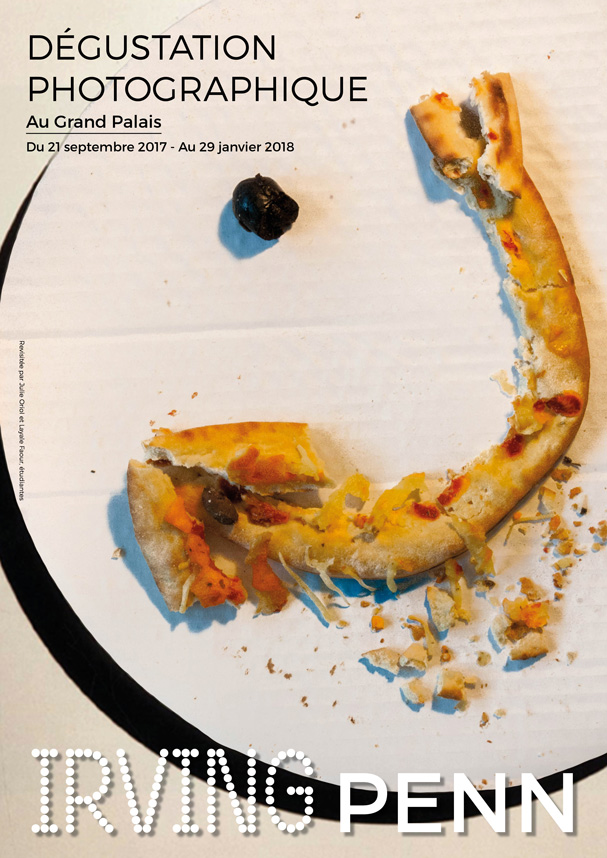 DÉGUSTATION
PHOTOGRAPHIQUE
Au Grand Palais
Du 21 septembre 2017 - Au 29 janvier 2018
Revisitée par Julie Oriol et Layale Faour, étudiantes
IRVING PENN